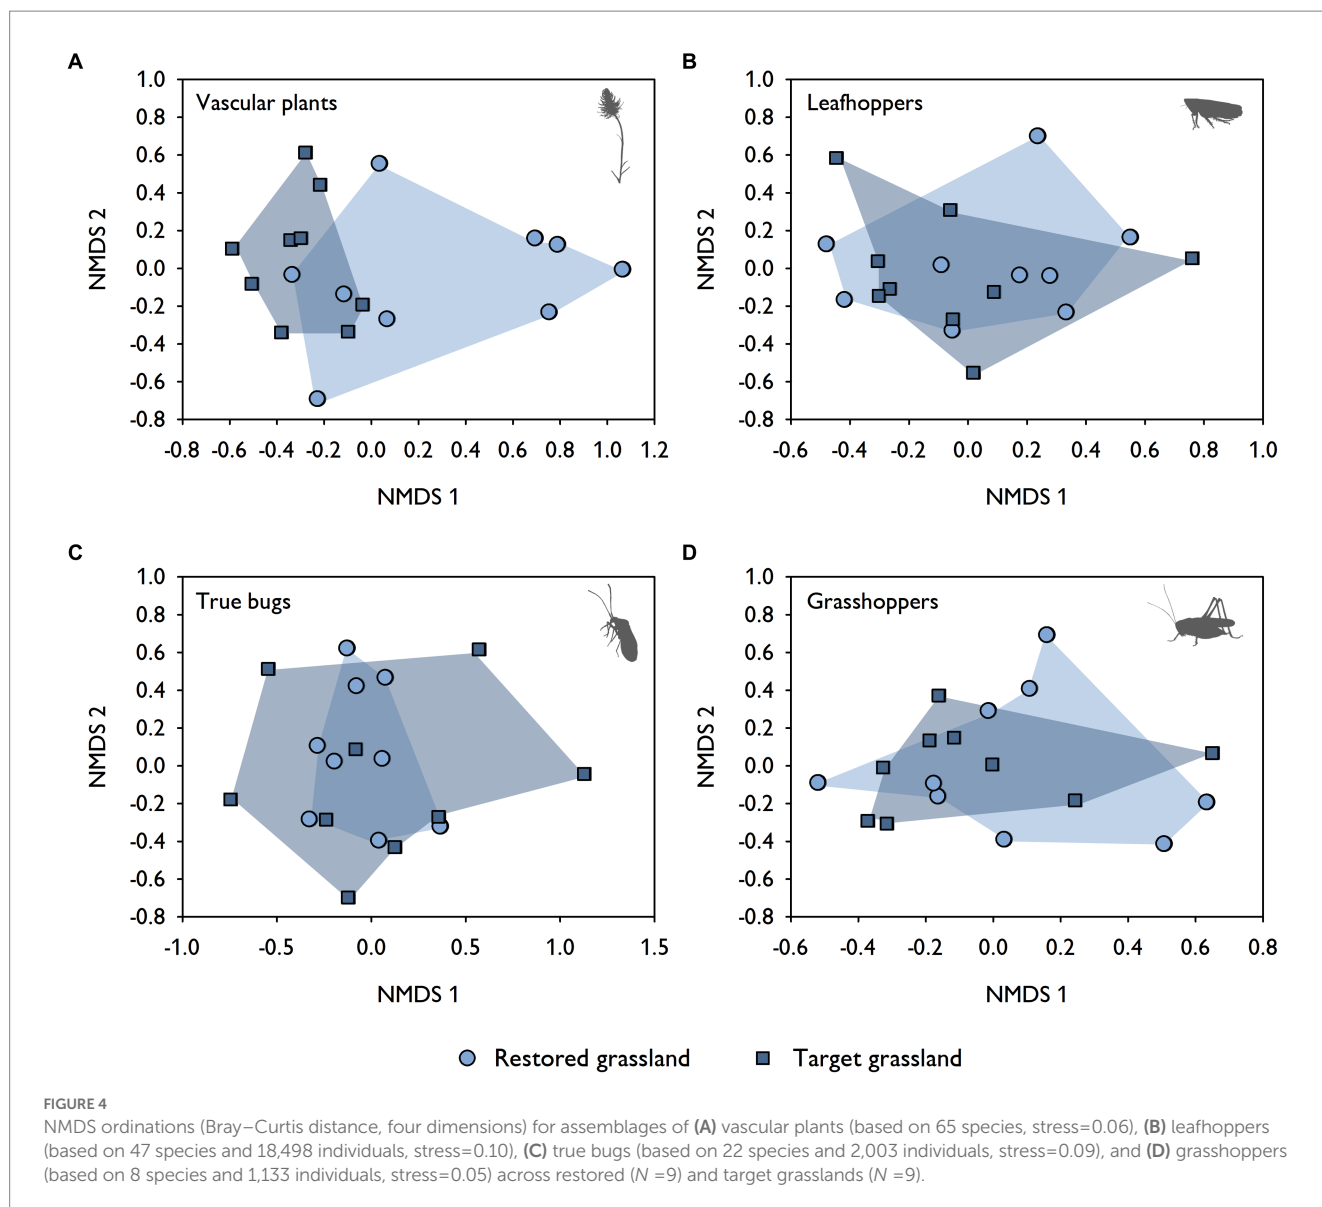 A
Vascular plants
1.0
0.8
0.6
0.4
0.2
0.0
-0.2
-0.4
-0.6
-0.8
NMDS 2
-0.8 -0.6 -0.4 -0.2 0.0 0.2 0.4 0.6 0.8 1.0 1.2
NMDS 1
B
Leafhoppers
1.0
0.8
0.6
0.4
0.2
0.0
-0.2
-0.4
-0.6
-0.8
NMDS 2
-0.6 -0.4 -0.2 0.0 0.2 0.4 0.6 0.8 1.0
NMDS 1
C
True bugs
1.0
0.8
0.6
0.4
0.2
0.0
-0.2
-0.4
-0.6
-0.8
NMDS 2
-1.0 -0.5 0.0 0.5 1.0 1.5
NMDS 1
D
Grasshoppers
1.0
0.8
0.6
0.4
0.2
0.0
-0.2
-0.4
-0.6
-0.8
NMDS 2
-0.6 -0.4 -0.2 0.0 0.2 0.4 0.6 0.8
NMDS 1
Restored grassland Target grassland
FIGURE 4
NMDS ordinations (Bray–Curtis distance, four dimensions) for assemblages of (A) vascular plants (based on 65 species, stress=0.06), (B) leafhoppers
(based on 47 species and 18,498 individuals, stress=0.10), (C) true bugs (based on 22 species and 2,003 individuals, stress=0.09), and (D) grasshoppers
(based on 8 species and 1,133 individuals, stress=0.05) across restored (N =9) and target grasslands (N =9).